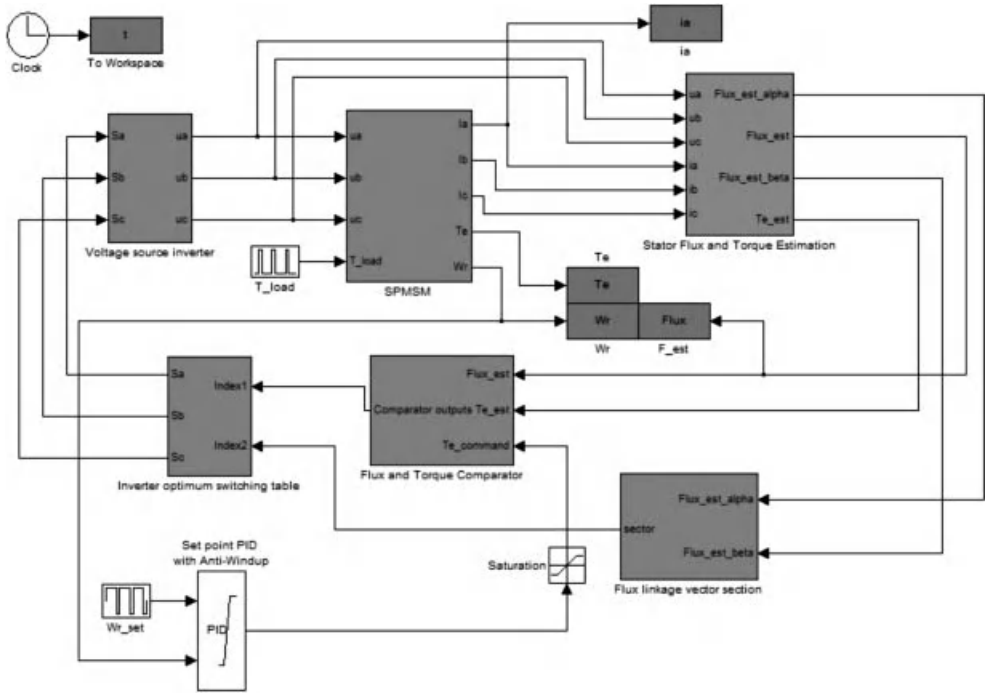 Clock
t
To Workspace
ia
ia
Sa
Sb
Sc
ua
ub
uc
Voltage source inverter
ua
ub
uc
T_load
Ia
Ib
Ic
Te
Wr
SPMSM
T_load
ua
ub
uc
ia
ib
ic
Flux_est_alpha
Flux_est
Flux_est_beta
Te_est
Stator Flux and Torque Estimation
Te
Te
Wr
Flux
Wr
F_est
Sa
Sb
Sc
Index1
Index2
Inverter optimum switching table
Flux_est
Comparator outputs Te_est
Te_command
Flux and Torque Comparator
sector
Flux_est_alpha
Flux_est_beta
Flux linkage vector section
Set point PID
with Anti-Windup
PID
Wr_set
Saturation